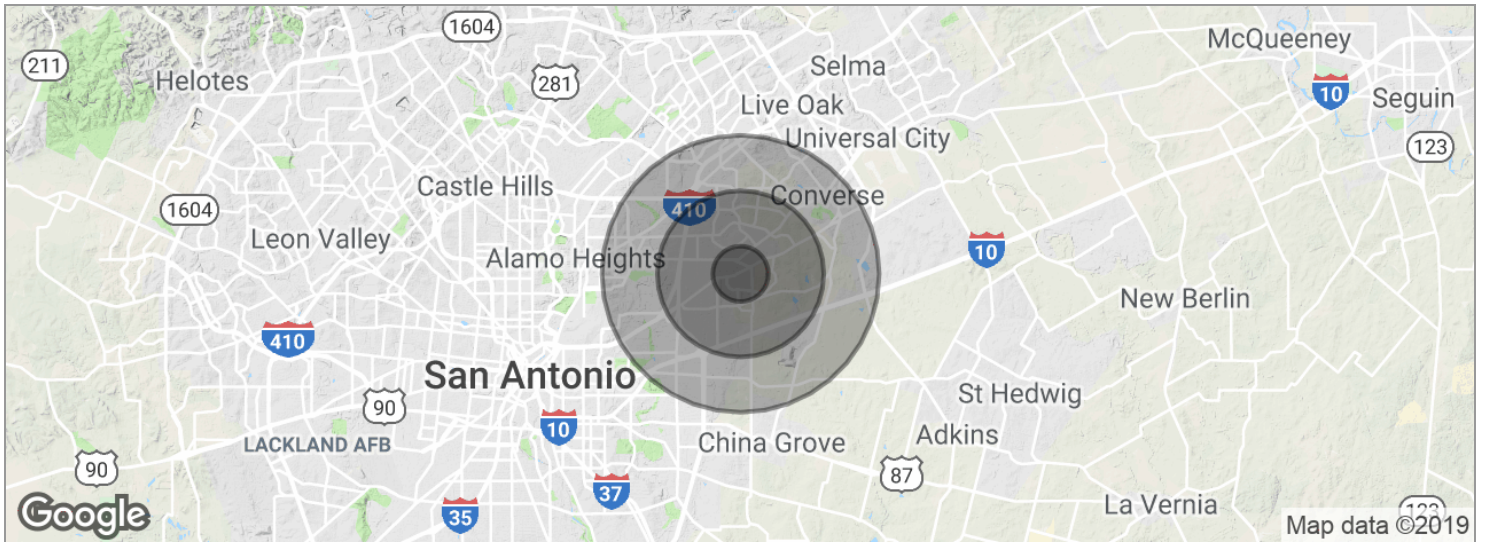 1604
McQueeney
211
Helotes
281
Selma
10
Seguin
Live Oak
Universal City
123
Castle Hills
410
Converse
1604
Leon Valley
Alamo Heights
10
New Berlin
410
San Antonio
90
St Hedwig
10
LACKLAND AFB
China Grove
Adkins
90
87
37
35
La Vernia
123
Google
Map data ©2019